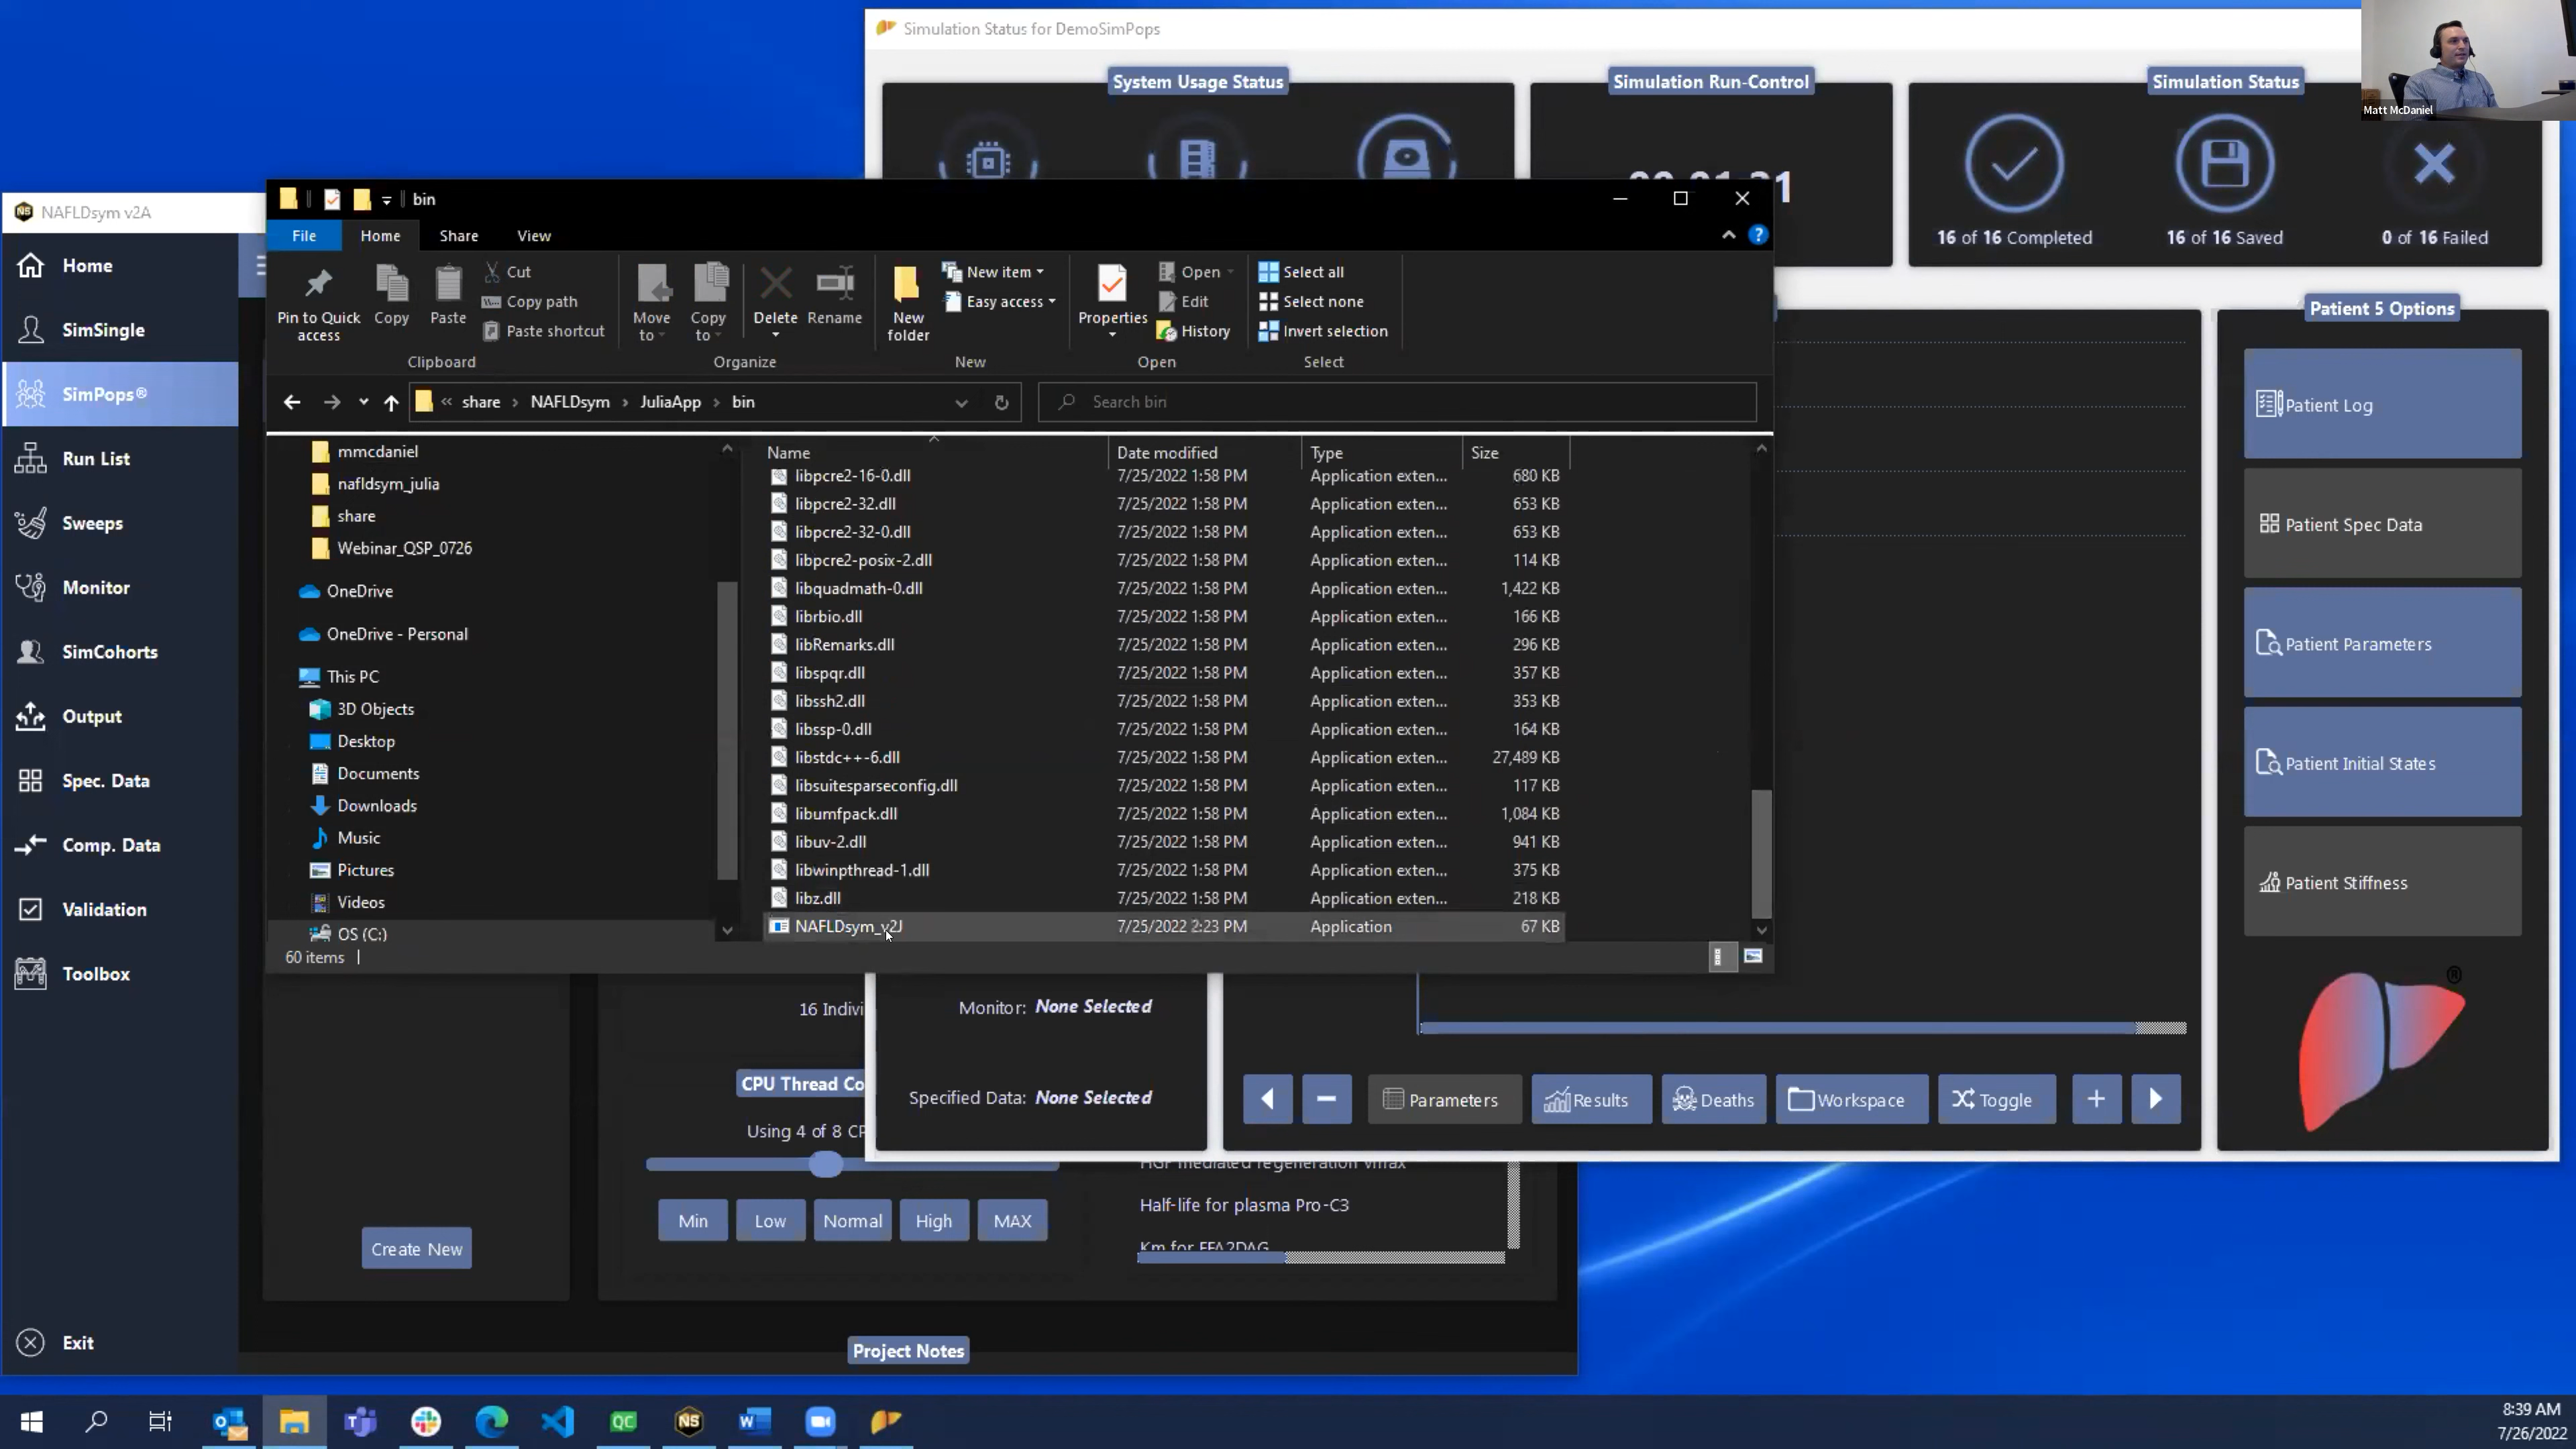 Simulation Status for DemoSimPops
Matt McDaniel
System Usage Status
Simulation Run-Control
Simulation Status
16 of 16 Completed
16 of 16 Saved
0 of 16 Failed
NAFLDsym v2A
Home
SimSingle
SimPops®
Run List
Sweeps
Monitor
SimCohorts
Output
Spec. Data
Comp. Data
Validation
Toolbox
Exit
bin
File
Home
Share
View
Pin to Quick
access
Copy
Paste
Cut
Copy path
Paste shortcut
Clipboard
Move
to
Copy
to
Delete
Rename
Organize
New
folder
New item
Easy access
New
Properties
Open
Edit
History
Open
Select all
Select none
Invert selection
Select
« share > NAFLDsym > JuliaApp > bin
Search bin
mmcdaniel
nafldsym_julia
share
Webinar_QSP_0726
OneDrive
OneDrive - Personal
This PC
3D Objects
Desktop
Documents
Downloads
Music
Pictures
Videos
OS (C:)
60 items
Name Date modified Type Size
libpcre2-16-0.dll 7/25/2022 1:58 PM Application exten... 680 KB
libpcre2-32.dll 7/25/2022 1:58 PM Application exten... 653 KB
libpcre2-32-0.dll 7/25/2022 1:58 PM Application exten... 653 KB
libpcre2-posix-2.dll 7/25/2022 1:58 PM Application exten... 114 KB
libquadmath-0.dll 7/25/2022 1:58 PM Application exten... 1,422 KB
librbio.dll 7/25/2022 1:58 PM Application exten... 166 KB
libRemarks.dll 7/25/2022 1:58 PM Application exten... 296 KB
libspqr.dll 7/25/2022 1:58 PM Application exten... 357 KB
libssh2.dll 7/25/2022 1:58 PM Application exten... 353 KB
libssp-0.dll 7/25/2022 1:58 PM Application exten... 164 KB
libstdc++-6.dll 7/25/2022 1:58 PM Application exten... 27,489 KB
libsuitesparseconfig.dll 7/25/2022 1:58 PM Application exten... 117 KB
libumfpack.dll 7/25/2022 1:58 PM Application exten... 1,084 KB
libuv-2.dll 7/25/2022 1:58 PM Application exten... 941 KB
libwinpthread-1.dll 7/25/2022 1:58 PM Application exten... 375 KB
libz.dll 7/25/2022 1:58 PM Application exten... 218 KB
NAFLDsym_v2J 7/25/2022 2:23 PM Application 67 KB
Patient 5 Options
Patient Log
Patient Spec Data
Patient Parameters
Patient Initial States
Patient Stiffness
®
Monitor: None Selected
Specified Data: None Selected
Parameters
Results
Deaths
Workspace
Toggle
16 Indivi
CPU Thread Co
Using 4 of 8 CP
Min
Low
Normal
High
MAX
HGF mediated regeneration vmax
Half-life for plasma Pro-C3
Km for FFA2DAG
Create New
Project Notes
QC
NS
8:39 AM
7/26/2022